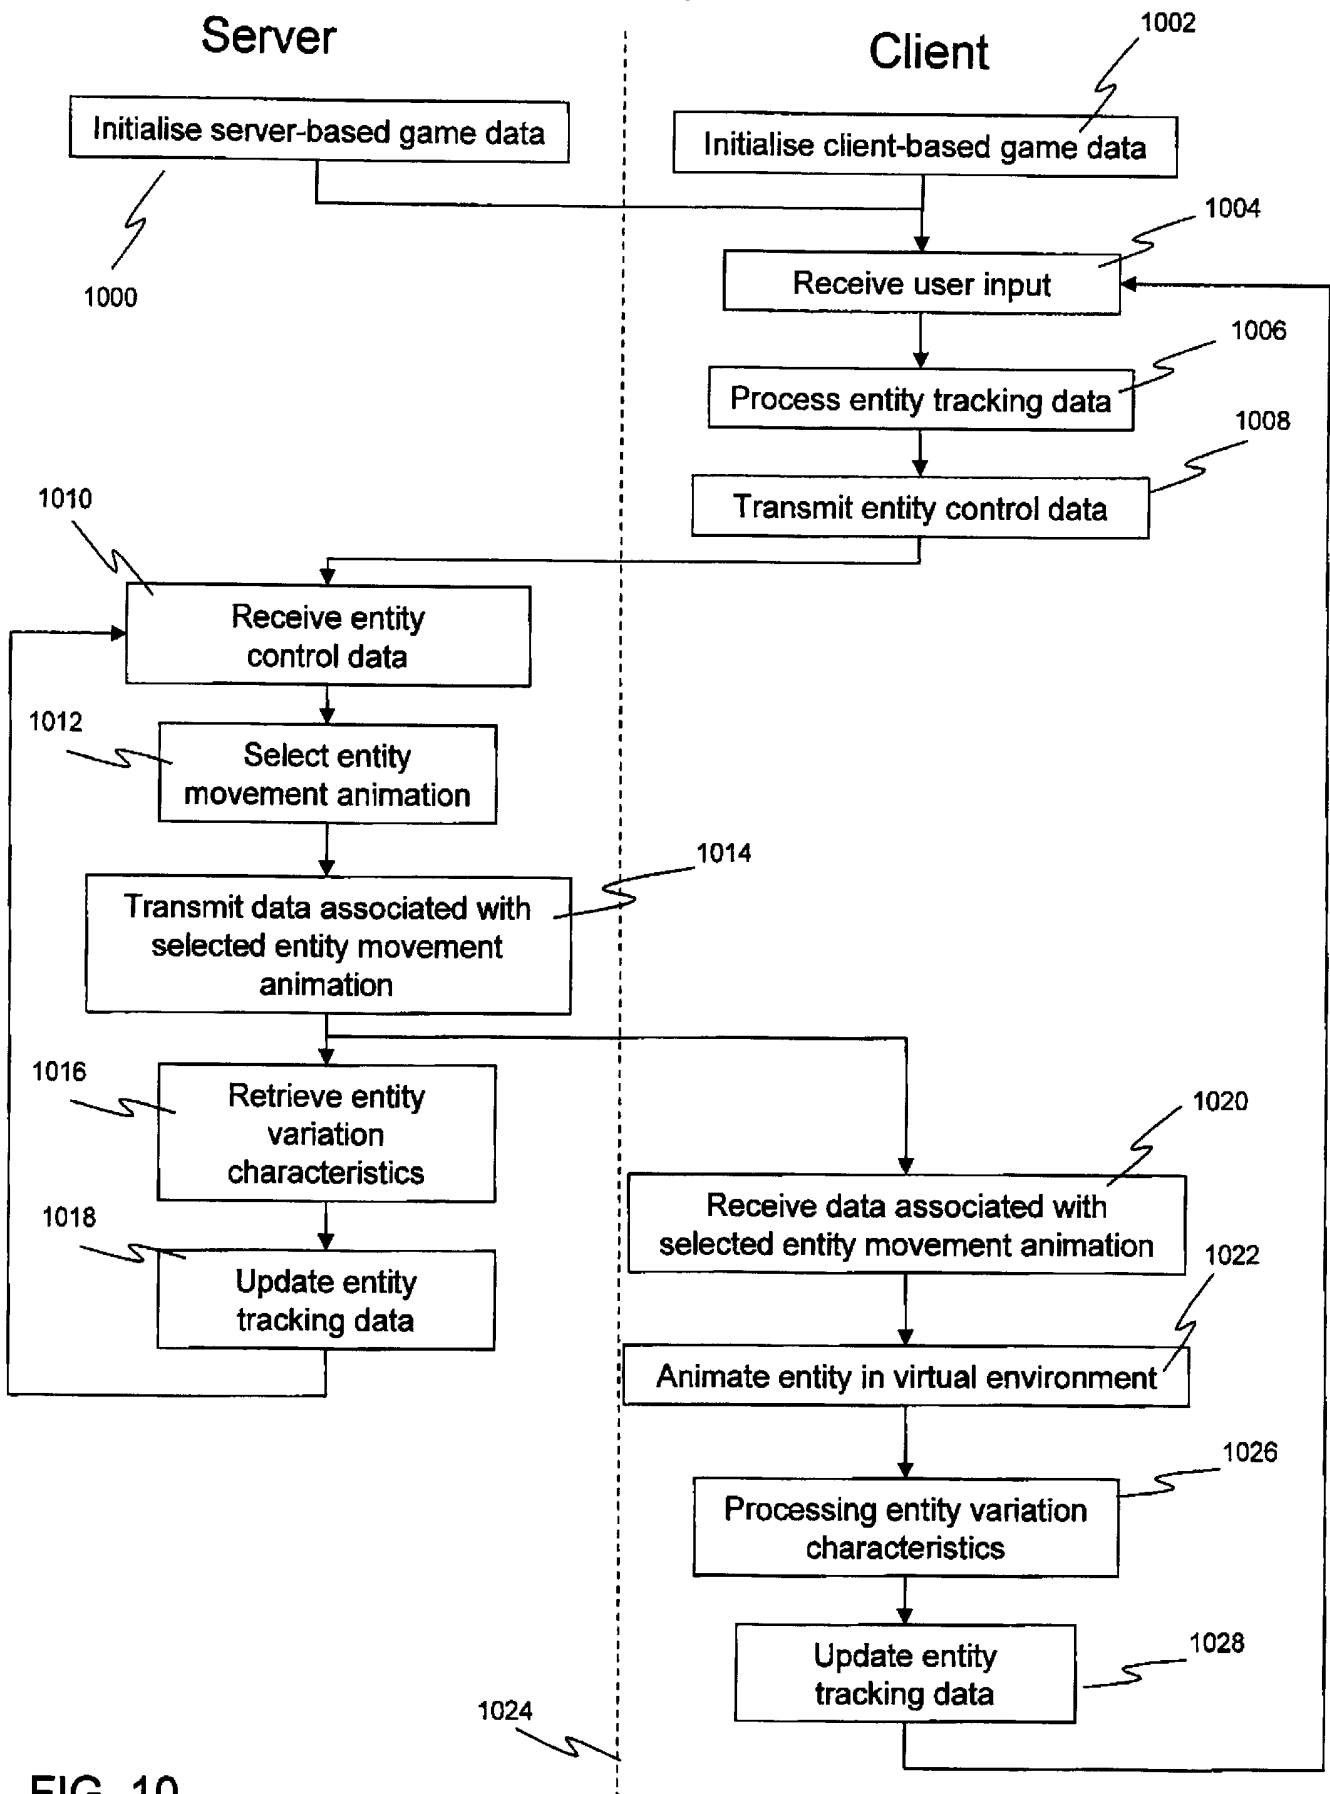 Server
Client
1002
Initialise server-based game data
Initialise client-based game data
1000
1004
Receive user input
1006
Process entity tracking data
1008
Transmit entity control data
1010
Receive entity
control data
1012
Select entity
movement animation
1014
Transmit data associated with
selected entity movement
animation
1016
Retrieve entity
variation
characteristics
1018
Update entity
tracking data
1020
Receive data associated with
selected entity movement animation
1022
Animate entity in virtual environment
1026
Processing entity variation
characteristics
1028
Update entity
tracking data
1024
FIG. 10